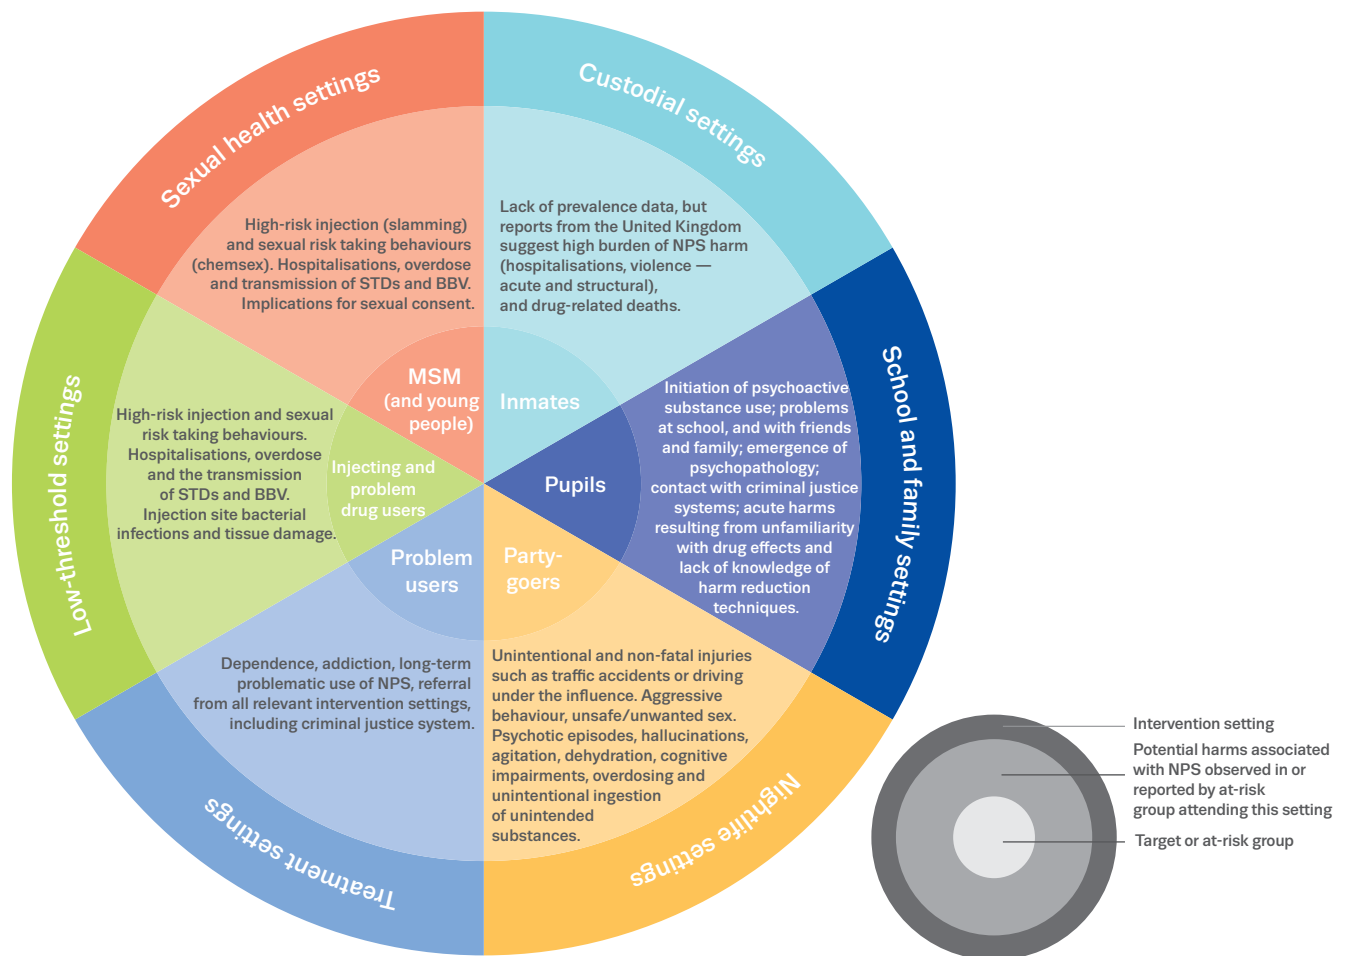 Sexual health settings
Custodial settings
High-risk injection (slamming)
and sexual risk taking behaviours
(chemsex). Hospitalisations, overdose
and transmission of STDs and BBV.
Implications for sexual consent.
Lack of prevalence data, but
reports from the United Kingdom
suggest high burden of NPS harm
(hospitalisations, violence —
acute and structural),
and drug-related deaths.
MSM
(and young
people)
Inmates
School and family settings
Initiation of psychoactive
substance use; problems
at school, and with friends
and family; emergence of
psychopathology;
contact with criminal justice
systems; acute harms
resulting from unfamiliarity
with drug effects and
lack of knowledge of
harm reduction
techniques.
Pupils
Low-threshold settings
High-risk injection and sexual
risk taking behaviours.
Hospitalisations, overdose
and the transmission
of STDs and BBV.
Injection site bacterial
infections and tissue damage.
Injecting and
problem
drug users
Problem
users
Party-
goers
Dependence, addiction, long-term
problematic use of NPS, referral
from all relevant intervention settings,
including criminal justice system.
Treatment settings
Unintentional and non-fatal injuries
such as traffic accidents or driving
under the influence. Aggressive
behaviour, unsafe/unwanted sex.
Psychotic episodes, hallucinations,
agitation, dehydration, cognitive
impairments, overdosing and
unintentional ingestion
of unintended
substances.
Nightlife settings
Intervention setting
Potential harms associated
with NPS observed in or
reported by at-risk
group attending this setting
Target or at-risk group